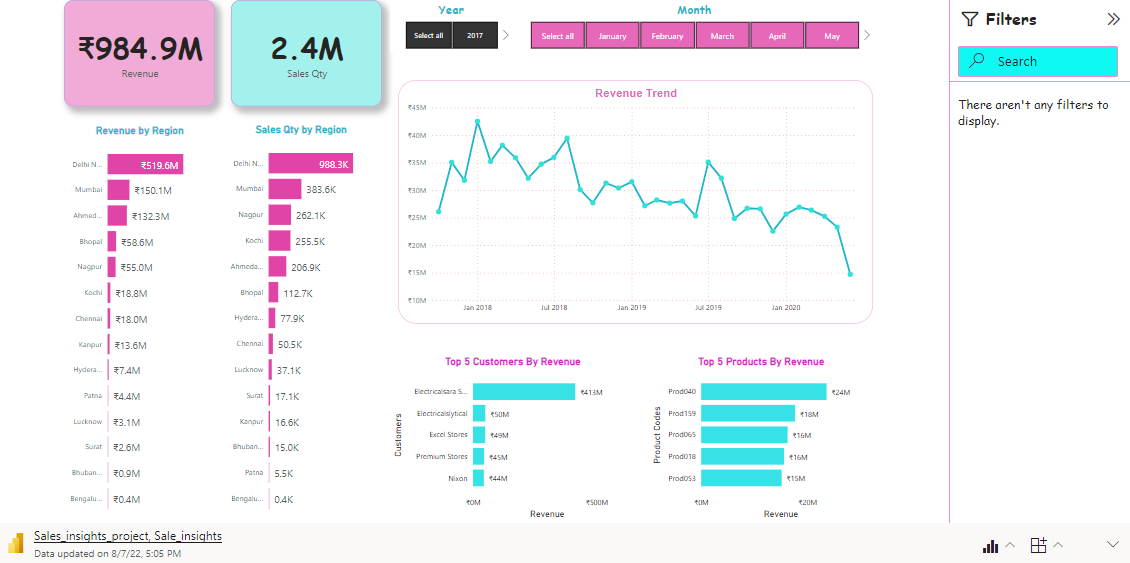 ₹984.9M
Revenue
2.4M
Sales Qty
Year
Select all
2017
Month
Select all
January
February
March
April
May
Filters
Search
There aren't any filters to
display.
Revenue by Region
Delhi N...
₹519.6M
Mumbai
₹150.1M
Ahmed...
₹132.3M
Bhopal
₹58.6M
Nagpur
₹55.0M
Kochi
₹18.8M
Chennai
₹18.0M
Kanpur
₹13.6M
Hydera...
₹7.4M
Patna
₹4.4M
Lucknow
₹3.1M
Surat
₹2.6M
Bhuban...
₹0.9M
Bengalu...
₹0.4M
Sales Qty by Region
Delhi N...
988.3K
Mumbai
383.6K
Nagpur
262.1K
Kochi
255.5K
Ahmeda...
206.9K
Bhopal
112.7K
Hydera...
77.9K
Chennai
50.5K
Lucknow
37.1K
Surat
17.1K
Kanpur
16.6K
Bhuban...
15.0K
Patna
5.5K
Bengalu...
0.4K
Revenue Trend
₹45M
₹40M
₹35M
₹30M
₹25M
₹20M
₹15M
₹10M
Jan 2018
Jul 2018
Jan 2019
Jul 2019
Jan 2020
Top 5 Customers By Revenue
Customers
Electricalsara S...
₹413M
Electricalslytical
₹50M
Excel Stores
₹49M
Premium Stores
₹45M
Nixon
₹44M
₹0M
₹500M
Revenue
Top 5 Products By Revenue
Product Codes
Prod040
₹24M
Prod159
₹18M
Prod065
₹16M
Prod018
₹16M
Prod053
₹15M
₹0M
₹20M
Revenue
Sales_insights_project, Sale_insights
Data updated on 8/7/22, 5:05 PM